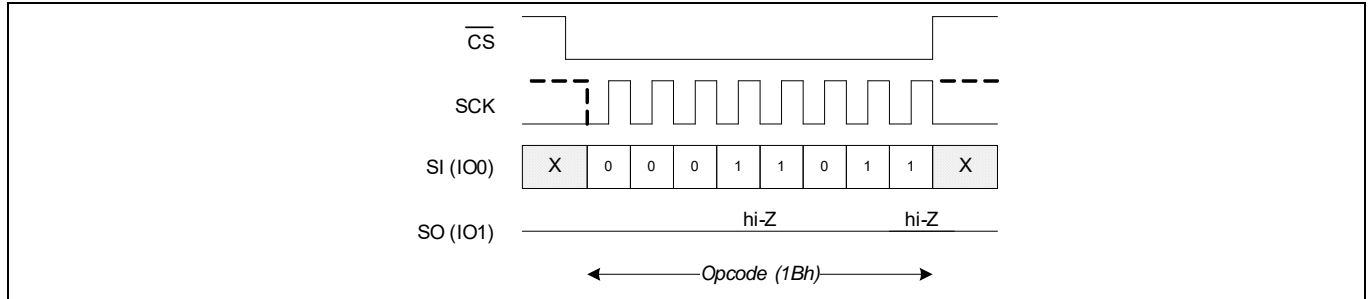 CS
SCK
SI (IO0) X 0 0 0 1 1 0 1 1 X
hi-Z hi-Z
SO (IO1)
Opcode (1Bh)